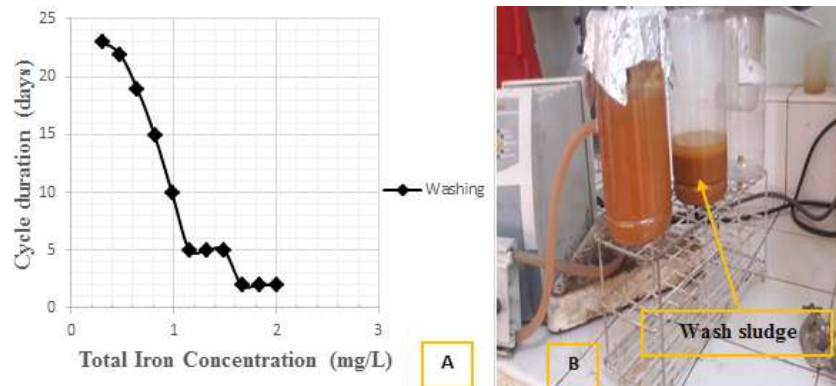 25
20
15
10
5
0
Cycle duration (days)
0 1 2 3
Total Iron Concentration (mg/L)
Washing
A
B
Wash sludge